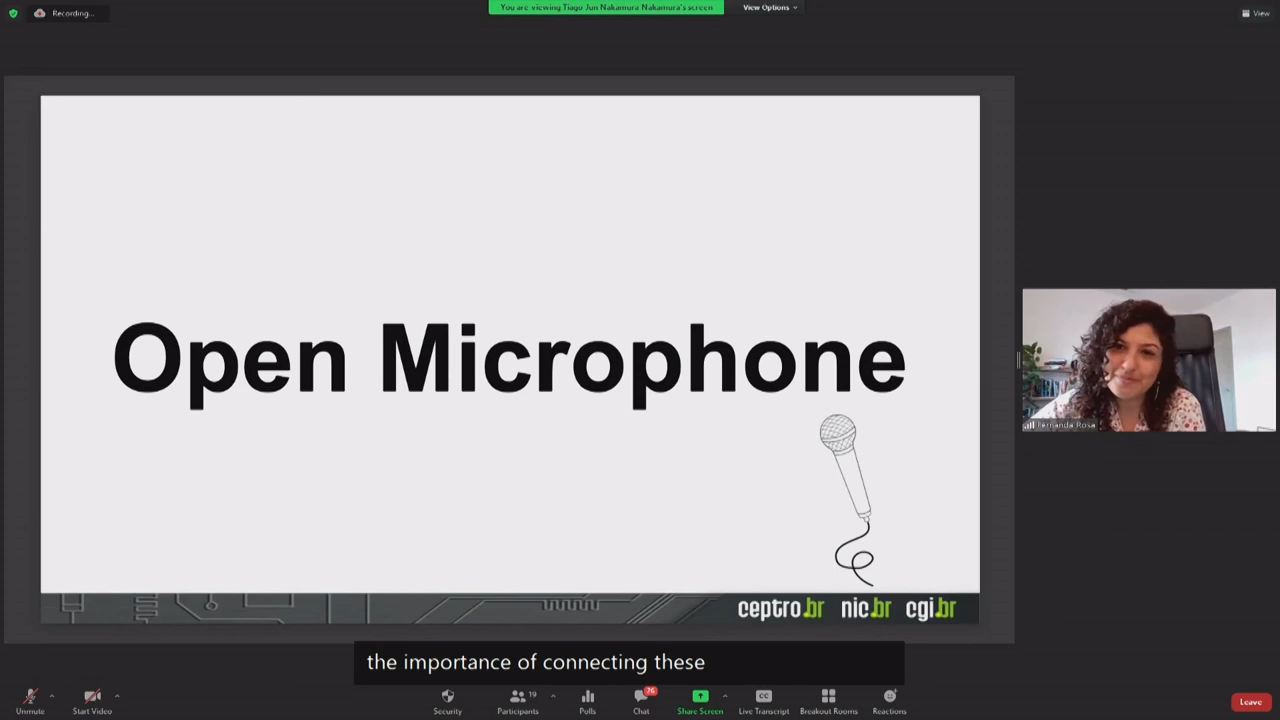 Recording...
You are viewing Tiago Jun Nakamura Nakamura's screen
View Options
View
Open Microphone
Fernanda Rosa
ceptro.br nic.br cgi.br
the importance of connecting these
Unmute
Start Video
Security
Participants
19
Polls
Chat
76
Share Screen
CC
Live Transcript
Breakout Rooms
Reactions
Leave